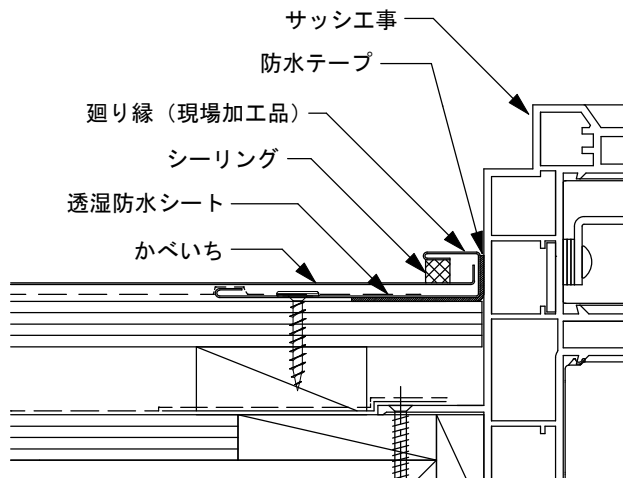 サッシ工事
防水テープ
廻り縁（現場加工品）
シーリング
透湿防水シート
かべいち